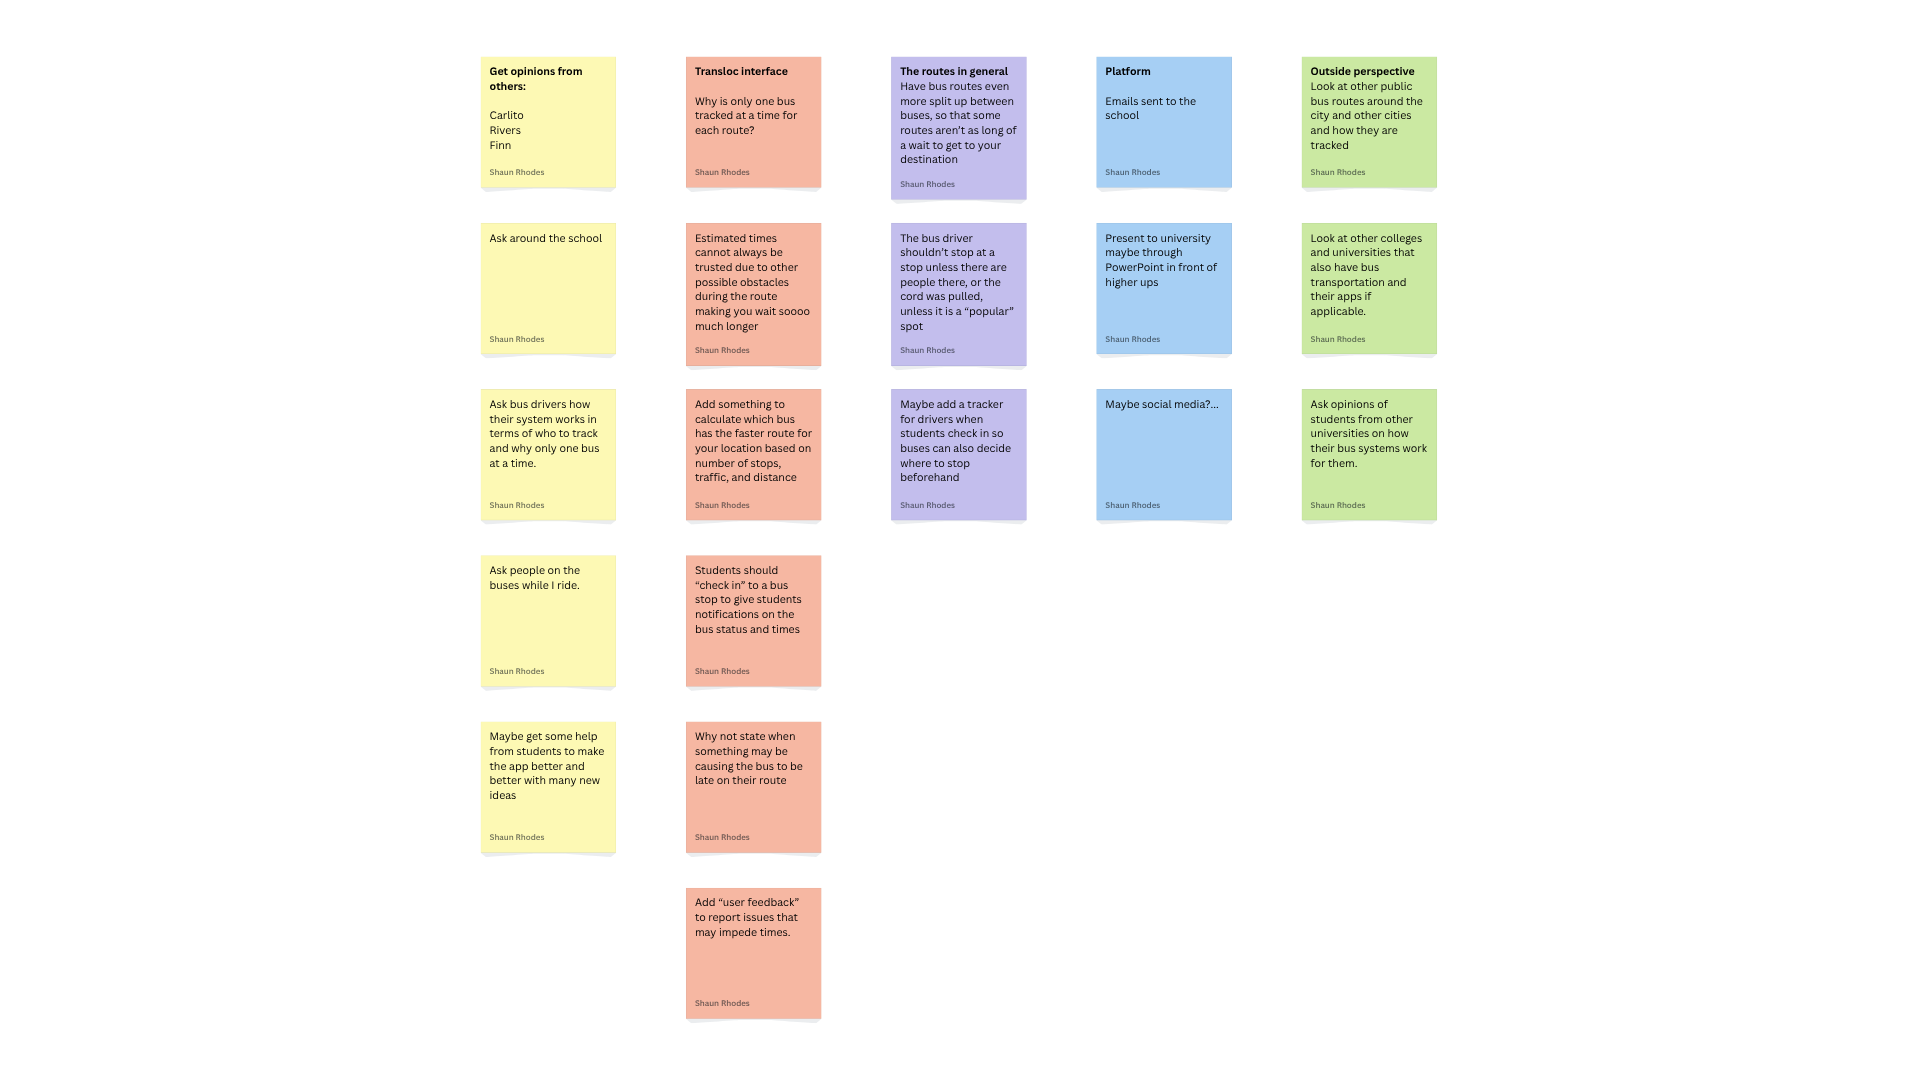 Get opinions from
others:
Carlito
Rivers
Finn
Shaun Rhodes
Ask around the school
Shaun Rhodes
Ask bus drivers how
their system works in
terms of who to track
and why only one bus
at a time.
Shaun Rhodes
Ask people on the
buses while I ride.
Shaun Rhodes
Maybe get some help
from students to make
the app better and
better with many new
ideas
Shaun Rhodes
Transloc interface
Why is only one bus
tracked at a time for
each route?
Shaun Rhodes
Estimated times
cannot always be
trusted due to other
possible obstacles
during the route
making you wait soooo
much longer
Shaun Rhodes
Add something to
calculate which bus
has the faster route for
your location based on
number of stops,
traffic, and distance
Shaun Rhodes
Students should
“check in” to a bus
stop to give students
notifications on the
bus status and times
Shaun Rhodes
Why not state when
something may be
causing the bus to be
late on their route
Shaun Rhodes
Add “user feedback”
to report issues that
may impede times.
Shaun Rhodes
The routes in general
Have bus routes even
more split up between
buses, so that some
routes aren’t as long of
a wait to get to your
destination
Shaun Rhodes
The bus driver
shouldn’t stop at a
stop unless there are
people there, or the
cord was pulled,
unless it is a “popular”
spot
Shaun Rhodes
Maybe add a tracker
for drivers when
students check in so
buses can also decide
where to stop
beforehand
Shaun Rhodes
Platform
Emails sent to the
school
Shaun Rhodes
Present to university
maybe through
PowerPoint in front of
higher ups
Shaun Rhodes
Maybe social media?...
Shaun Rhodes
Outside perspective
Look at other public
bus routes around the
city and other cities
and how they are
tracked
Shaun Rhodes
Look at other colleges
and universities that
also have bus
transportation and
their apps if
applicable.
Shaun Rhodes
Ask opinions of
students from other
universities on how
their bus systems work
for them.
Shaun Rhodes